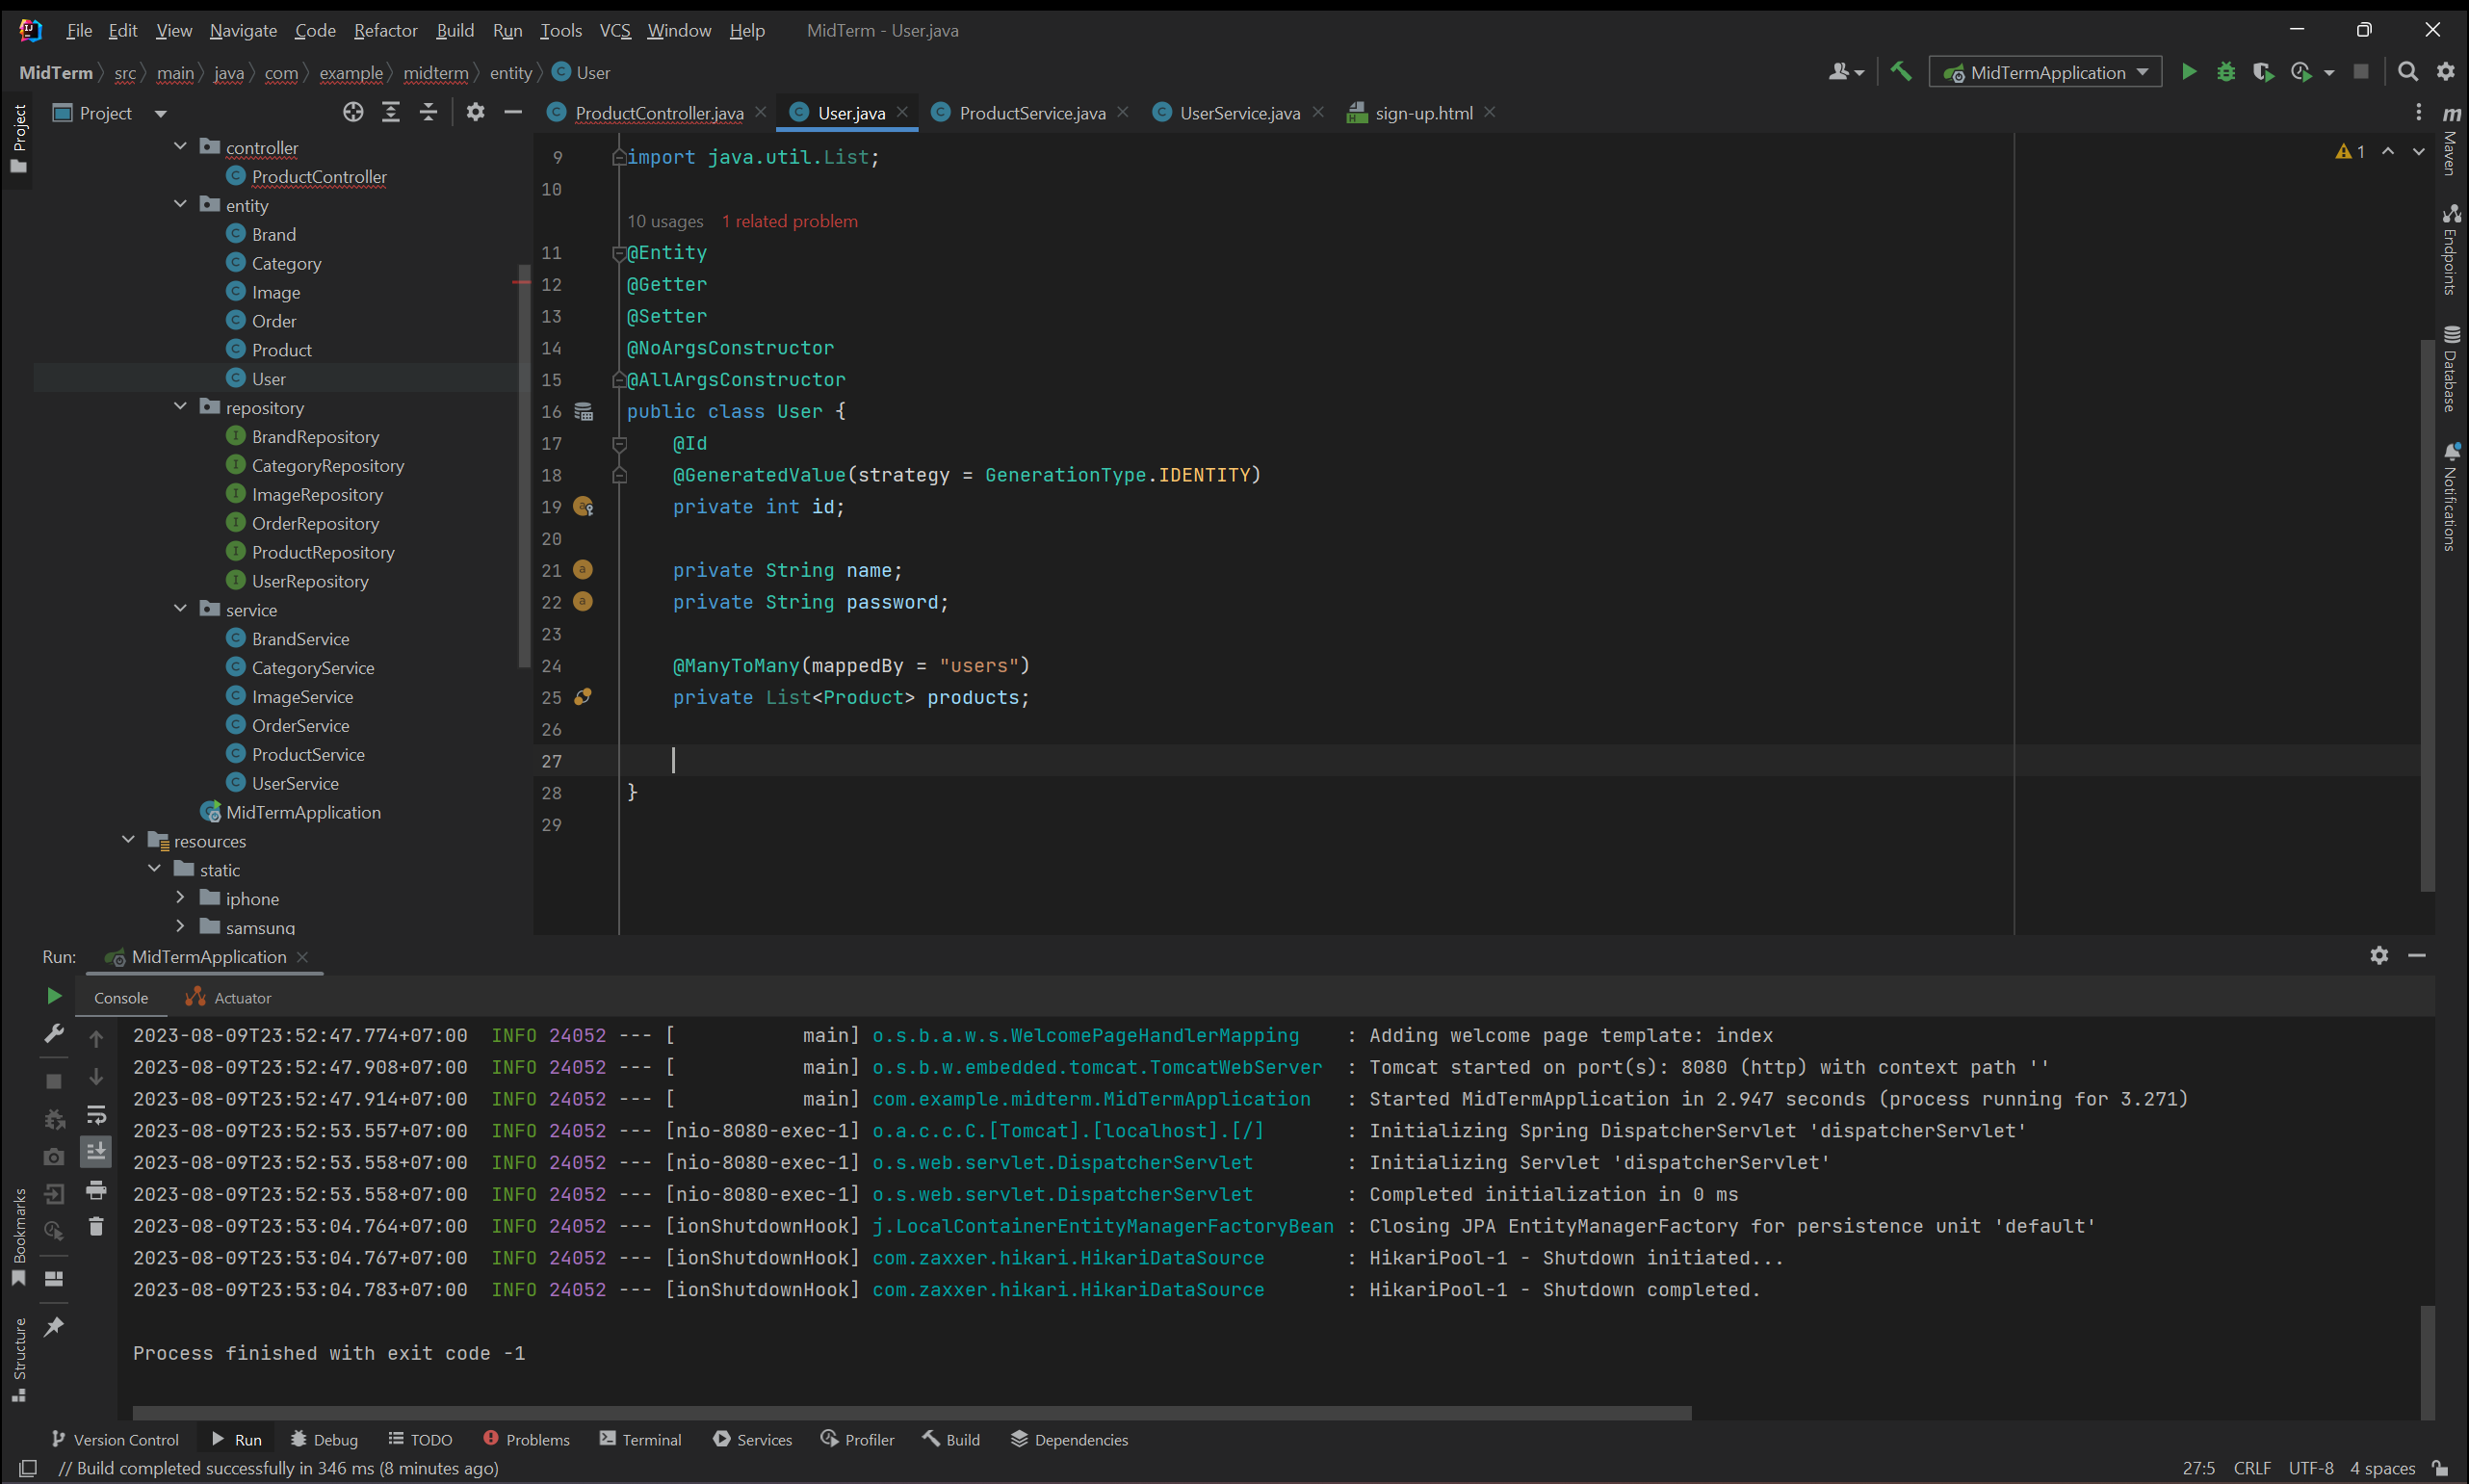 File Edit View Navigate Code Refactor Build Run Tools VCS Window Help MidTerm - User.java
MidTerm src main java com example midterm entity User
MidTermApplication
Project
Project
ProductController.java User.java ProductService.java UserService.java sign-up.html
controller
ProductController
entity
Brand
Category
Image
Order
Product
User
repository
BrandRepository
CategoryRepository
ImageRepository
OrderRepository
ProductRepository
UserRepository
service
BrandService
CategoryService
ImageService
OrderService
ProductService
UserService
MidTermApplication
resources
static
iphone
samsung
9 import java.util.List;
10
10 usages 1 related problem
11 @Entity
12 @Getter
13 @Setter
14 @NoArgsConstructor
15 @AllArgsConstructor
16 public class User {
17 @Id
18 @GeneratedValue(strategy = GenerationType.IDENTITY)
19 private int id;
20
21 private String name;
22 private String password;
23
24 @ManyToMany(mappedBy = "users")
25 private List<Product> products;
26
27
28 }
29
1
Maven
Endpoints
Database
Notifications
Run: MidTermApplication
Console Actuator
2023-08-09T23:52:47.774+07:00 INFO 24052 --- [ main] o.s.b.a.w.s.WelcomePageHandlerMapping : Adding welcome page template: index
2023-08-09T23:52:47.908+07:00 INFO 24052 --- [ main] o.s.b.w.embedded.tomcat.TomcatWebServer : Tomcat started on port(s): 8080 (http) with context path ''
2023-08-09T23:52:47.914+07:00 INFO 24052 --- [ main] com.example.midterm.MidTermApplication : Started MidTermApplication in 2.947 seconds (process running for 3.271)
2023-08-09T23:52:53.557+07:00 INFO 24052 --- [nio-8080-exec-1] o.a.c.c.C.[Tomcat].[localhost].[/] : Initializing Spring DispatcherServlet 'dispatcherServlet'
2023-08-09T23:52:53.558+07:00 INFO 24052 --- [nio-8080-exec-1] o.s.web.servlet.DispatcherServlet : Initializing Servlet 'dispatcherServlet'
2023-08-09T23:52:53.558+07:00 INFO 24052 --- [nio-8080-exec-1] o.s.web.servlet.DispatcherServlet : Completed initialization in 0 ms
2023-08-09T23:53:04.764+07:00 INFO 24052 --- [ionShutdownHook] j.LocalContainerEntityManagerFactoryBean : Closing JPA EntityManagerFactory for persistence unit 'default'
2023-08-09T23:53:04.767+07:00 INFO 24052 --- [ionShutdownHook] com.zaxxer.hikari.HikariDataSource : HikariPool-1 - Shutdown initiated...
2023-08-09T23:53:04.783+07:00 INFO 24052 --- [ionShutdownHook] com.zaxxer.hikari.HikariDataSource : HikariPool-1 - Shutdown completed.
Process finished with exit code -1
Bookmarks
Structure
Version Control Run Debug TODO Problems Terminal Services Profiler Build Dependencies
// Build completed successfully in 346 ms (8 minutes ago) 27:5 CRLF UTF-8 4 spaces